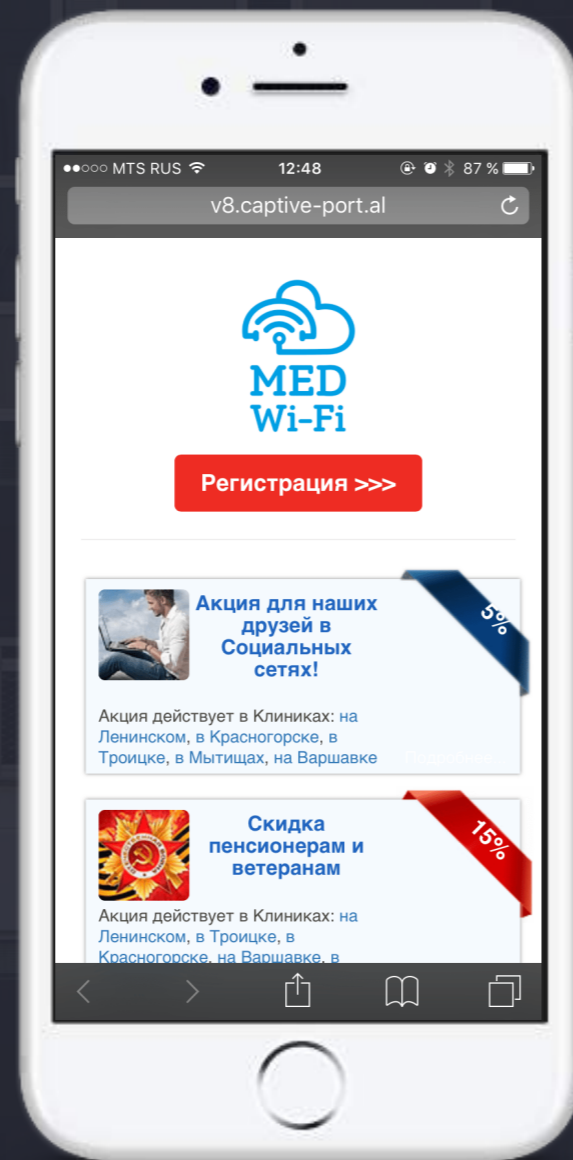 MTS RUS 12:48 87 %
v8.captive-port.al
MED
Wi-Fi
Регистрация >>>
Акция для наших
друзей в
Социальных
сетях!
5%
Акция действует в Клиниках: на
Ленинском, в Красногорске, в
Троицке, в Мытищах, на Варшавке
Подробнее
Скидка
пенсионерам и
ветеранам
15%
Акция действует в Клиниках: на
Ленинском, в Троицке, в
Красногорске, на Варшавке, в